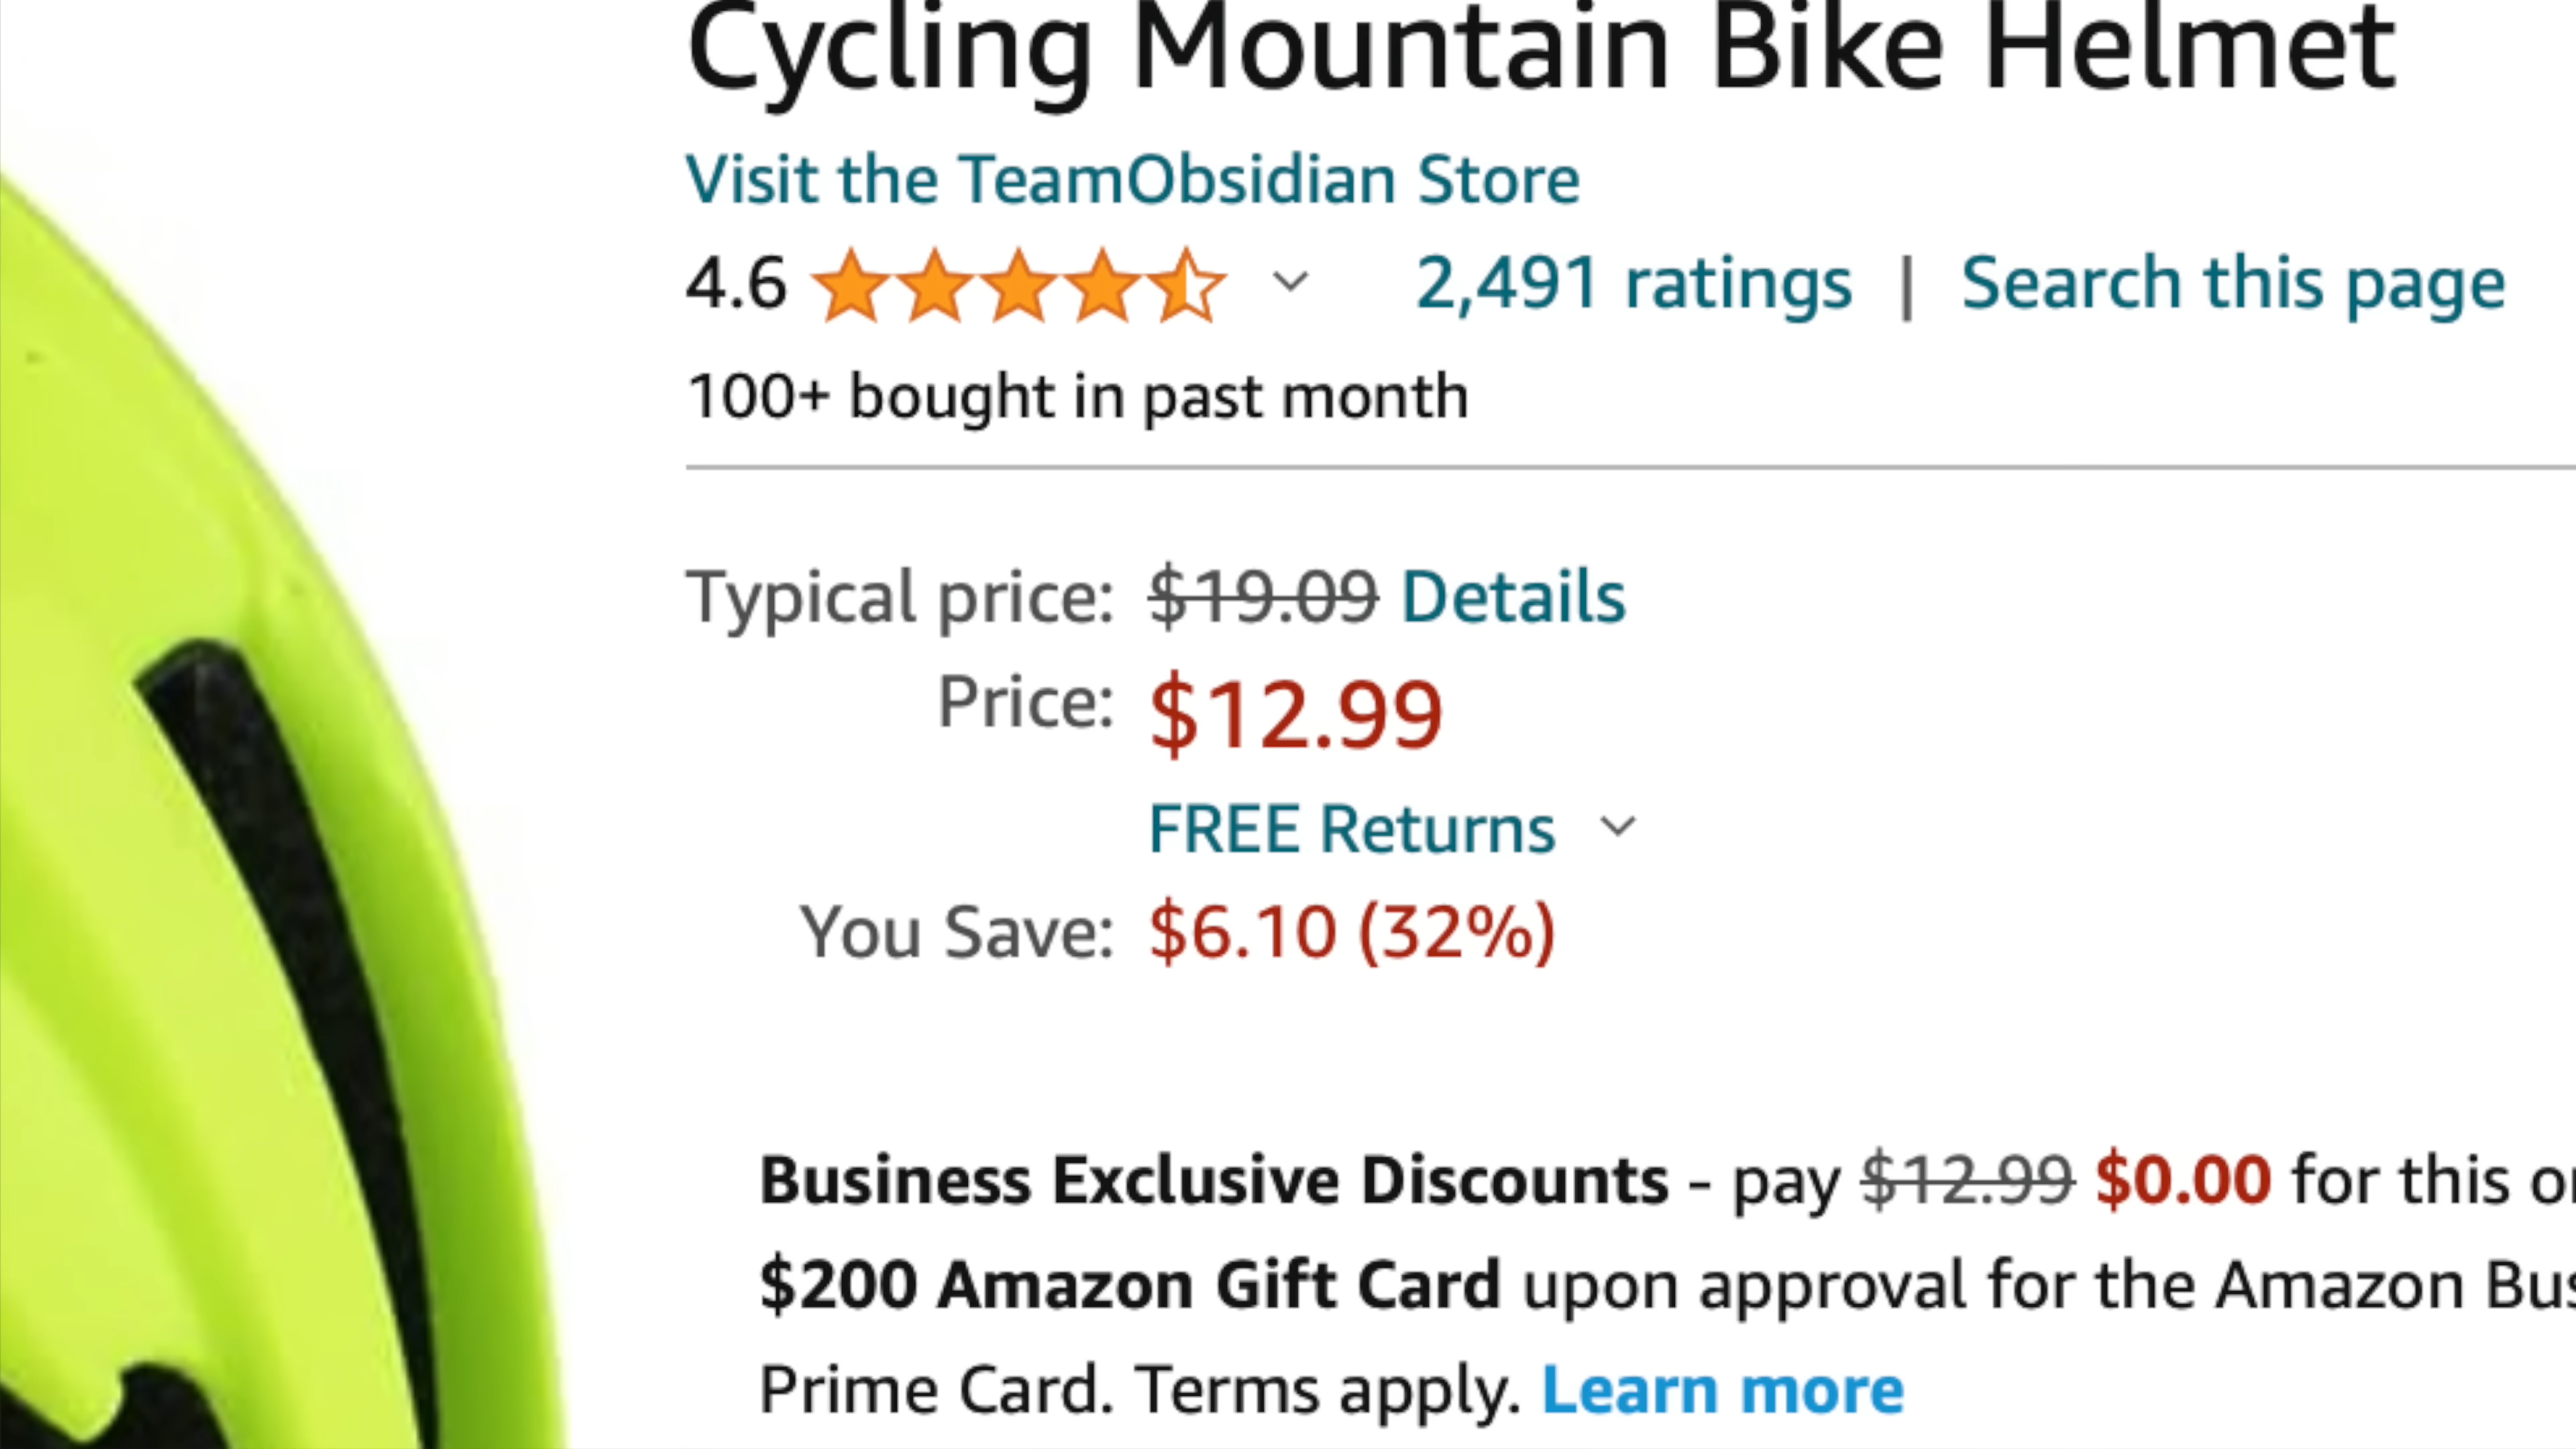 Cycling Mountain Bike Helmet
Visit the TeamObsidian Store
4.6 2,491 ratings | Search this page
100+ bought in past month
Typical price: $19.09 Details
Price: $12.99
FREE Returns
You Save: $6.10 (32%)
Business Exclusive Discounts - pay $12.99 $0.00 for this
$200 Amazon Gift Card upon approval for the Amazon
Prime Card. Terms apply. Learn more